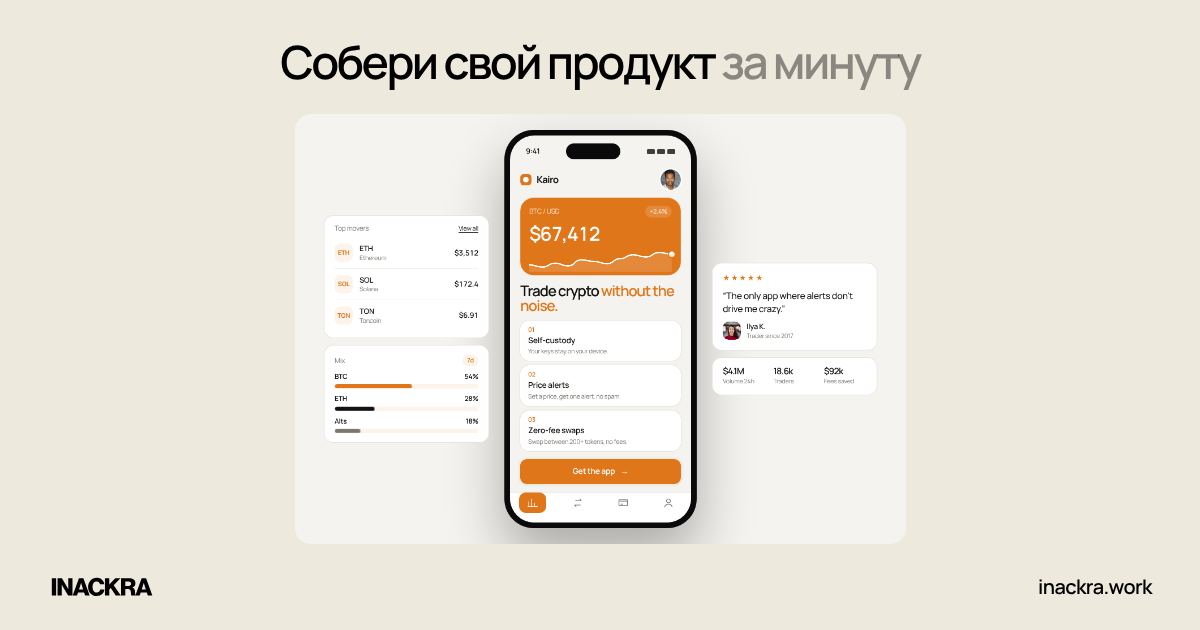 Собери свой продукт за минуту
Top movers View all
ETH ETH Ethereum $3,512
SOL SOL Solana $172.4
TON TON Toncoin $6.91
Mix 7d
BTC 54%
ETH 28%
Alts 18%
9:41
Kairo
BTC / USD +2.4%
$67,412
Trade crypto without the
noise.
01
Self-custody
Your keys stay on your device.
02
Price alerts
Set a price, get one alert, no spam.
03
Zero-fee swaps
Swap between 200+ tokens, no fees.
Get the app →
★★★★★
"The only app where alerts don't
drive me crazy."
Ilya K.
Trader since 2017
$4.1M 18.6k $92k
Volume 24h Traders Fees saved
INACKRA
inackra.work